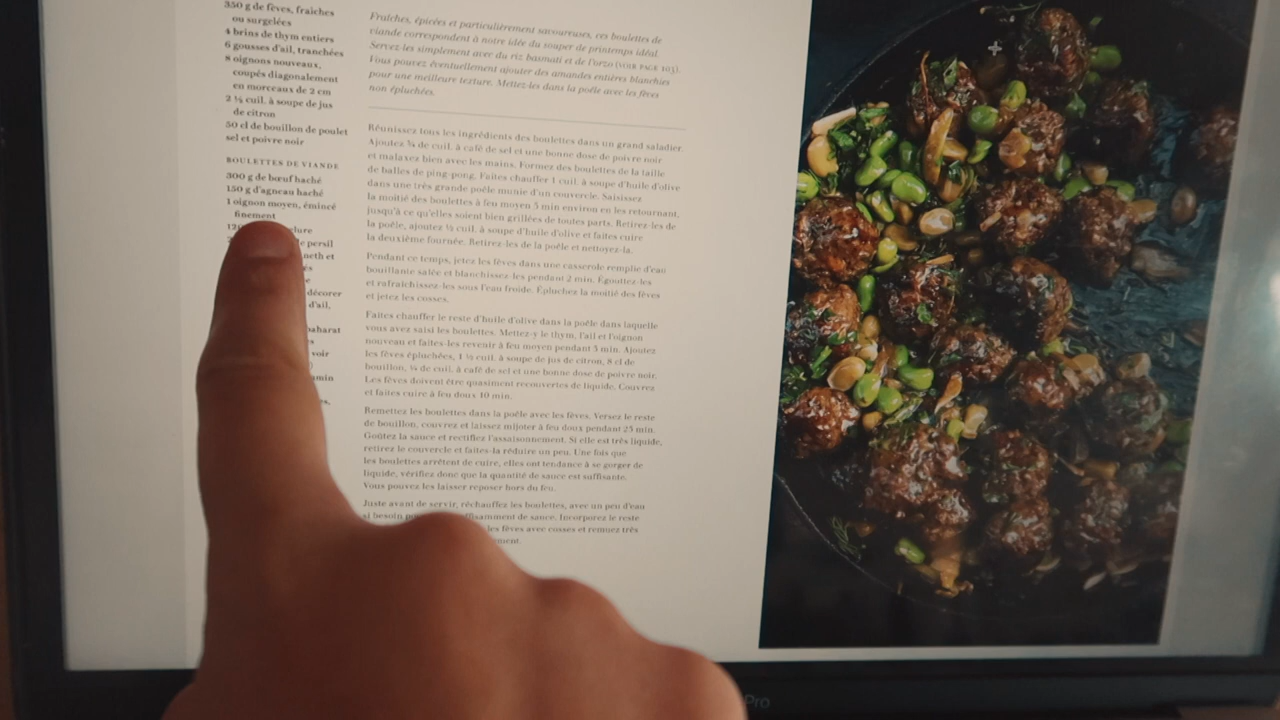 350 g de fèves, fraîches
ou surgelées
4 brins de thym entiers
6 gousses d'ail, tranchées
8 oignons nouveaux,
coupés diagonalement
en morceaux de 2 cm
2 ½ cuil. à soupe de jus
de citron
50 cl de bouillon de poulet
sel et poivre noir
BOULETTES DE VIANDE
300 g de bœuf haché
150 g d'agneau haché
1 oignon moyen, émincé
finement
persil
décorer
d'ail,
baharat
voir
Fraîches, épicées et particulièrement savoureuses, ces boulettes de
viande correspondent à notre idée du souper de printemps idéal.
Servez-les simplement avec du riz basmati et de l'orzo (VOIR PAGE 103).
Vous pouvez éventuellement ajouter des amandes entières blanchies
pour une meilleure texture. Mettez-les dans la poêle avec les fèves
non épluchées.
Réunissez tous les ingrédients des boulettes dans un grand saladier.
Ajoutez ¾ de cuil. à café de sel et une bonne dose de poivre noir
et malaxez bien avec les mains. Formez des boulettes de la taille
de balles de ping-pong. Faites chauffer 1 cuil. à soupe d'huile d'olive
dans une très grande poêle munie d'un couvercle. Saisissez
la moitié des boulettes à feu moyen 5 min environ en les retournant,
jusqu'à ce qu'elles soient bien grillées de toutes parts. Retirez-les de
la poêle, ajoutez ½ cuil. à soupe d'huile d'olive et faites cuire
la deuxième fournée. Retirez-les de la poêle et nettoyez-la.
Pendant ce temps, jetez les fèves dans une casserole remplie d'eau
bouillante salée et blanchissez-les pendant 2 min. Égouttez-les
et rafraîchissez-les sous l'eau froide. Épluchez la moitié des fèves
et jetez les cosses.
Faites chauffer le reste d'huile d'olive dans la poêle dans laquelle
vous avez saisi les boulettes. Mettez-y le thym, l'ail et l'oignon
nouveau et faites-les revenir à feu moyen pendant 3 min. Ajoutez
les fèves épluchées, 1 ½ cuil. à soupe de jus de citron, 8 cl de
bouillon, ¼ de cuil. à café de sel et une bonne dose de poivre noir.
Les fèves doivent être quasiment recouvertes de liquide. Couvrez
et faites cuire à feu doux 10 min.
Remettez les boulettes dans la poêle avec les fèves. Versez le reste
de bouillon, couvrez et laissez mijoter à feu doux pendant 25 min.
Goûtez la sauce et rectifiez l'assaisonnement. Si elle est très liquide,
retirez le couvercle et faites-la réduire un peu. Une fois que
les boulettes arrêtent de cuire, elles ont tendance à se gorger de
liquide, vérifiez donc que la quantité de sauce est suffisante.
Vous pouvez les laisser reposer hors du feu.
Juste avant de servir, réchauffez les boulettes, avec un peu d'eau
si besoin de sauce. Incorporez le reste
les fèves avec cosses et remuez très
Pro